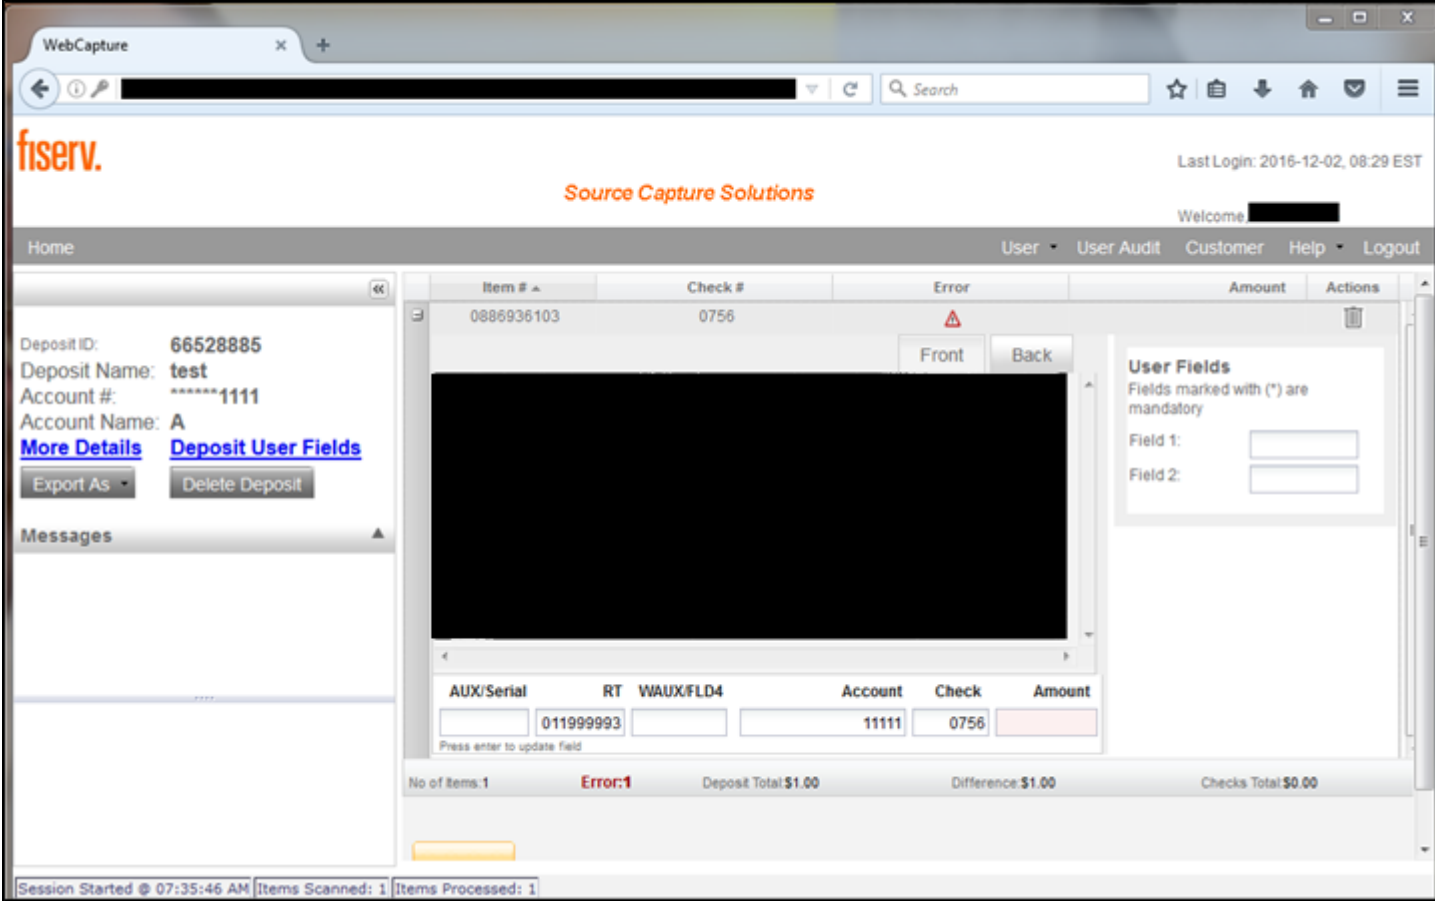 WebCapture
Search
fiserv.
Last Login: 2016-12-02, 08:29 EST
Source Capture Solutions
Welcome,
Home
User
User Audit
Customer
Help
Logout
Item #
Check #
Error
Amount
Actions
0886936103
0756
Deposit ID: 66528885
Deposit Name: test
Account #: ******1111
Account Name: A
More Details
Deposit User Fields
Export As
Delete Deposit
Messages
Front
Back
User Fields
Fields marked with (*) are
mandatory
Field 1:
Field 2:
AUX/Serial RT WAUX/FLD4 Account Check Amount
011999993 11111 0756
Press enter to update field
No of Items:1 Error:1 Deposit Total:$1.00 Difference:$1.00 Checks Total:$0.00
Session Started @ 07:35:46 AM Items Scanned: 1 Items Processed: 1